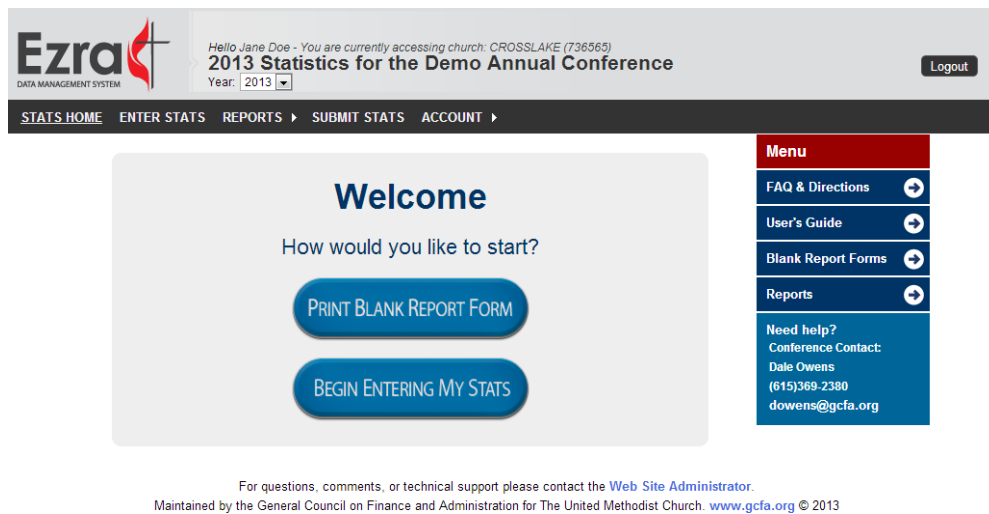 Ezra
DATA MANAGEMENT SYSTEM
Hello Jane Doe - You are currently accessing church: CROSSLAKE (736565)
2013 Statistics for the Demo Annual Conference
Year: 2013
Logout
STATS HOME ENTER STATS REPORTS SUBMIT STATS ACCOUNT
Welcome
How would you like to start?
PRINT BLANK REPORT FORM
BEGIN ENTERING MY STATS
Menu
FAQ & Directions
User's Guide
Blank Report Forms
Reports
Need help?
Conference Contact:
Dale Owens
(615)369-2380
dowens@gcfa.org
For questions, comments, or technical support please contact the Web Site Administrator.
Maintained by the General Council on Finance and Administration for The United Methodist Church. www.gcfa.org © 2013